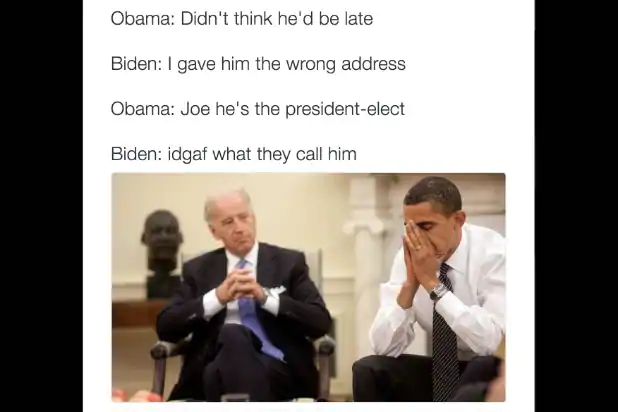 Obama: Didn't think he'd be late
Biden: I gave him the wrong address
Obama: Joe he's the president-elect
Biden: idgaf what they call him